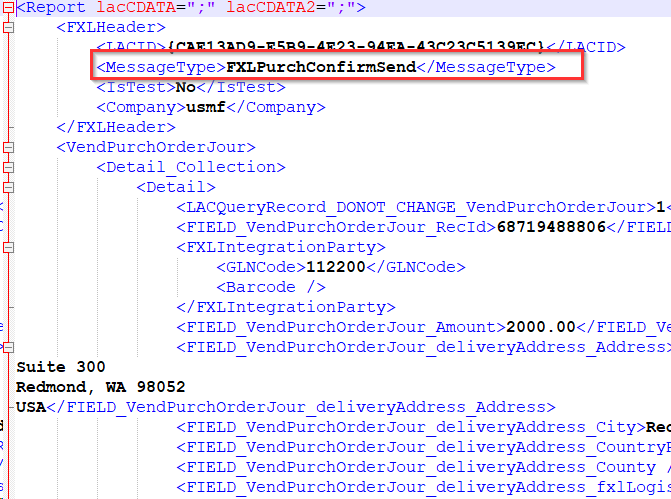 <Report lacCDATA=";" lacCDATA2=";">
<FXLHeader>
<LACID>{CAE13AD9-E5B9-4E23-94EA-43C23C5139EC}</LACID>
<MessageType>FXLPurchConfirmSend</MessageType>
<IsTest>No</IsTest>
<Company>usmf</Company>
</FXLHeader>
<VendPurchOrderJour>
<Detail_Collection>
<Detail>
<LACQueryRecord_DONOT_CHANGE_VendPurchOrderJour>1<
<FIELD_VendPurchOrderJour_RecId>68719488806</FIEL
<FXLIntegrationParty>
<GLNCode>112200</GLNCode>
<Barcode />
</FXLIntegrationParty>
<FIELD_VendPurchOrderJour_Amount>2000.00</FIELD_Ve
<FIELD_VendPurchOrderJour_deliveryAddress_Address>
Suite 300
Redmond, WA 98052
USA</FIELD_VendPurchOrderJour_deliveryAddress_Address>
<FIELD_VendPurchOrderJour_deliveryAddress_City>Rec
<FIELD_VendPurchOrderJour_deliveryAddress_CountryR
<FIELD_VendPurchOrderJour_deliveryAddress_County /
<FIELD_VendPurchOrderJour_deliveryAddress_fxlLogis